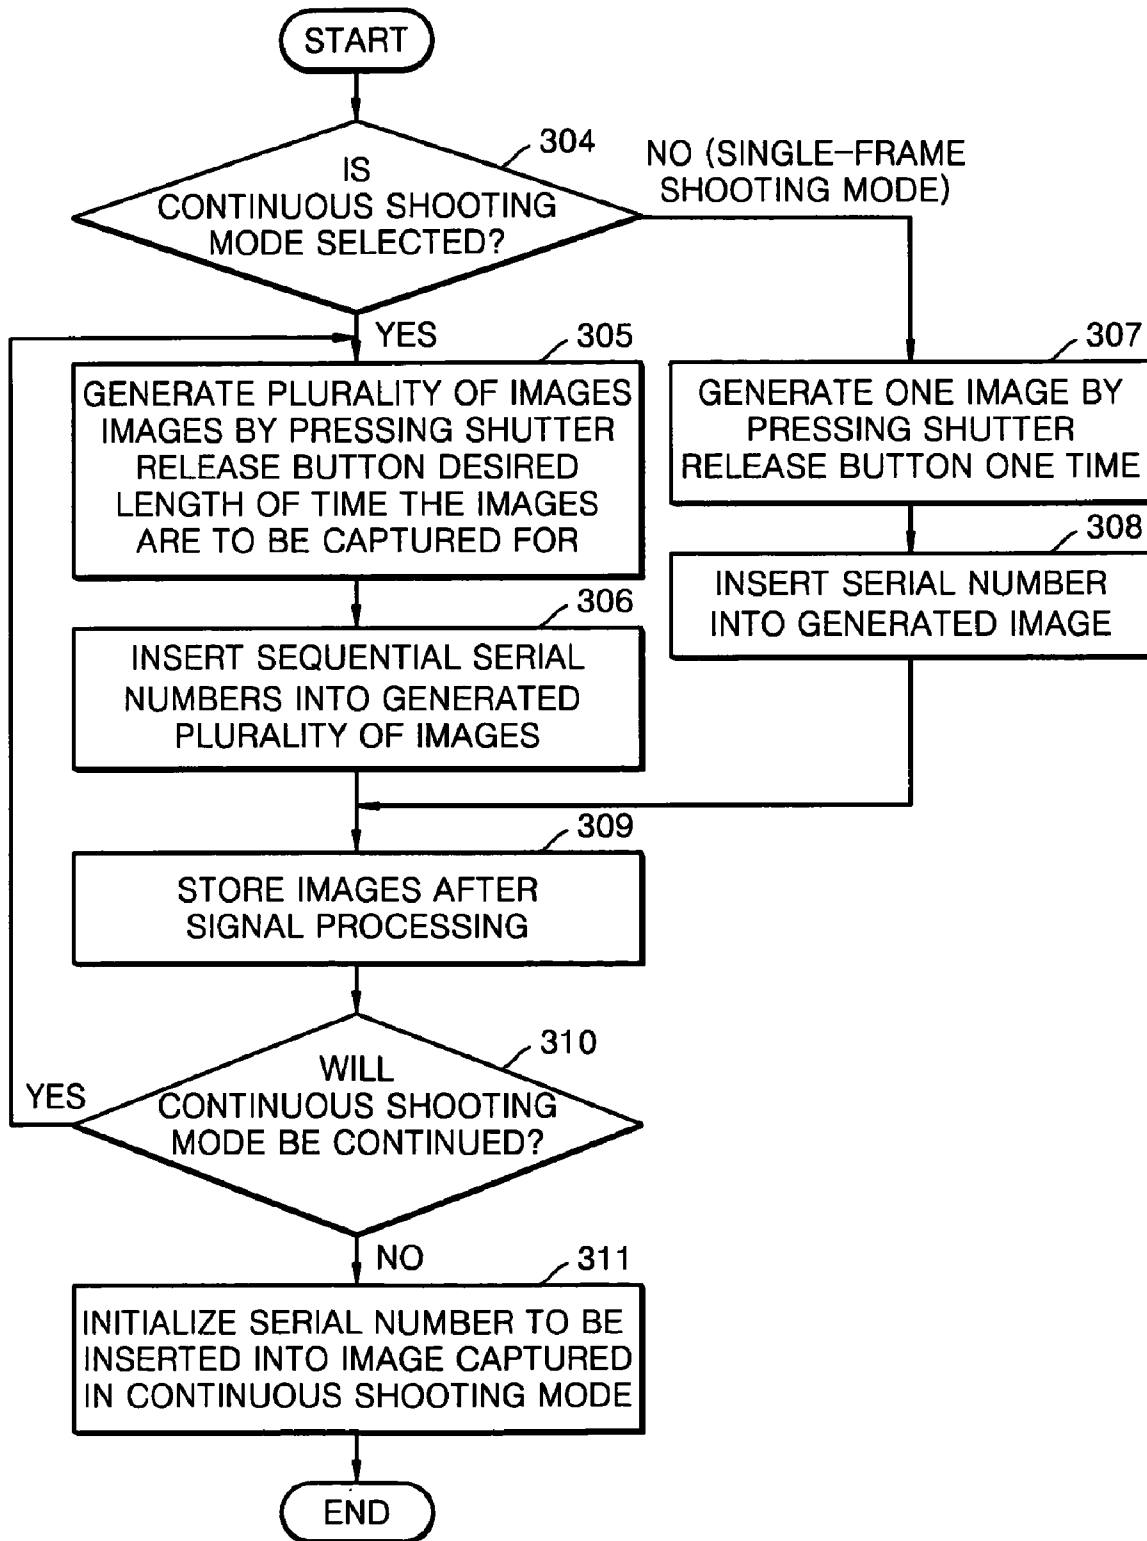 START
304
IS
CONTINUOUS SHOOTING
MODE SELECTED?
NO (SINGLE-FRAME
SHOOTING MODE)
YES
305
GENERATE PLURALITY OF IMAGES
IMAGES BY PRESSING SHUTTER
RELEASE BUTTON DESIRED
LENGTH OF TIME THE IMAGES
ARE TO BE CAPTURED FOR
307
GENERATE ONE IMAGE BY
PRESSING SHUTTER
RELEASE BUTTON ONE TIME
306
INSERT SEQUENTIAL SERIAL
NUMBERS INTO GENERATED
PLURALITY OF IMAGES
308
INSERT SERIAL NUMBER
INTO GENERATED IMAGE
309
STORE IMAGES AFTER
SIGNAL PROCESSING
310
WILL
CONTINUOUS SHOOTING
MODE BE CONTINUED?
YES
NO
311
INITIALIZE SERIAL NUMBER TO BE
INSERTED INTO IMAGE CAPTURED
IN CONTINUOUS SHOOTING MODE
END